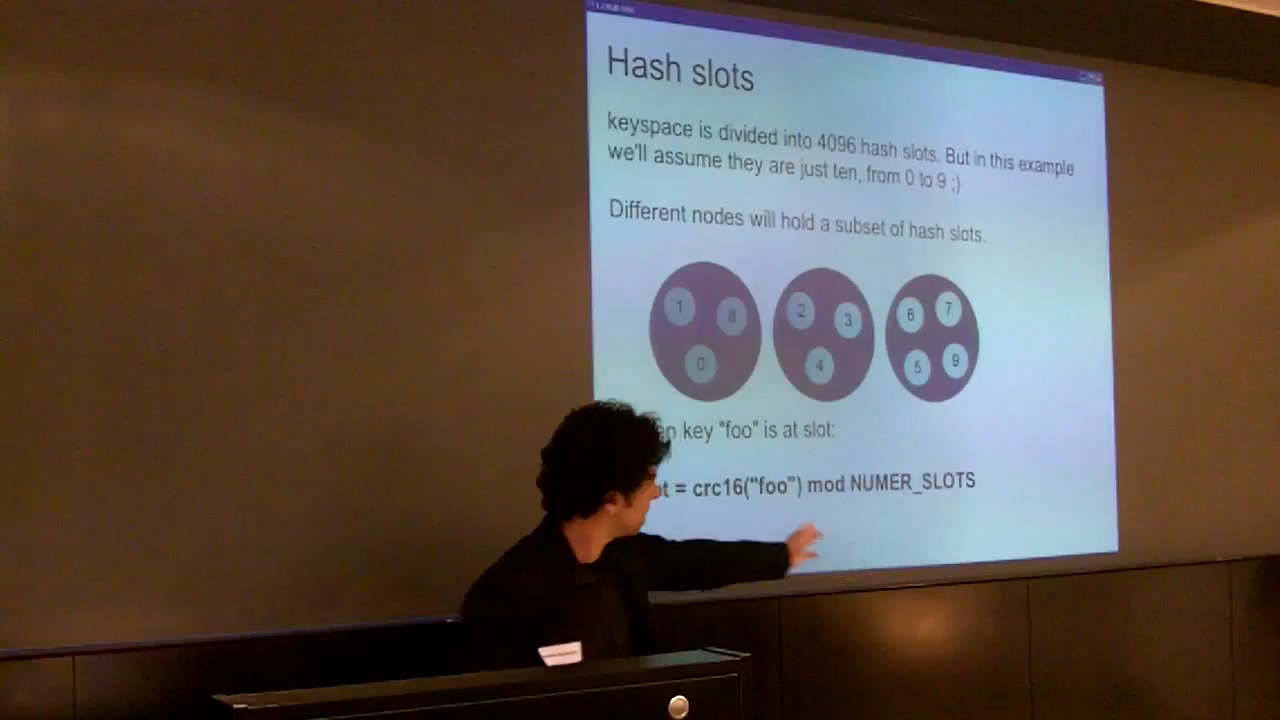 Hash slots
keyspace is divided into 4096 hash slots. But in this example
we'll assume they are just ten, from 0 to 9 ;)
Different nodes will hold a subset of hash slots.
1 8 0
2 3 4
6 7 5 9
key "foo" is at slot:
= crc16("foo") mod NUMER_SLOTS